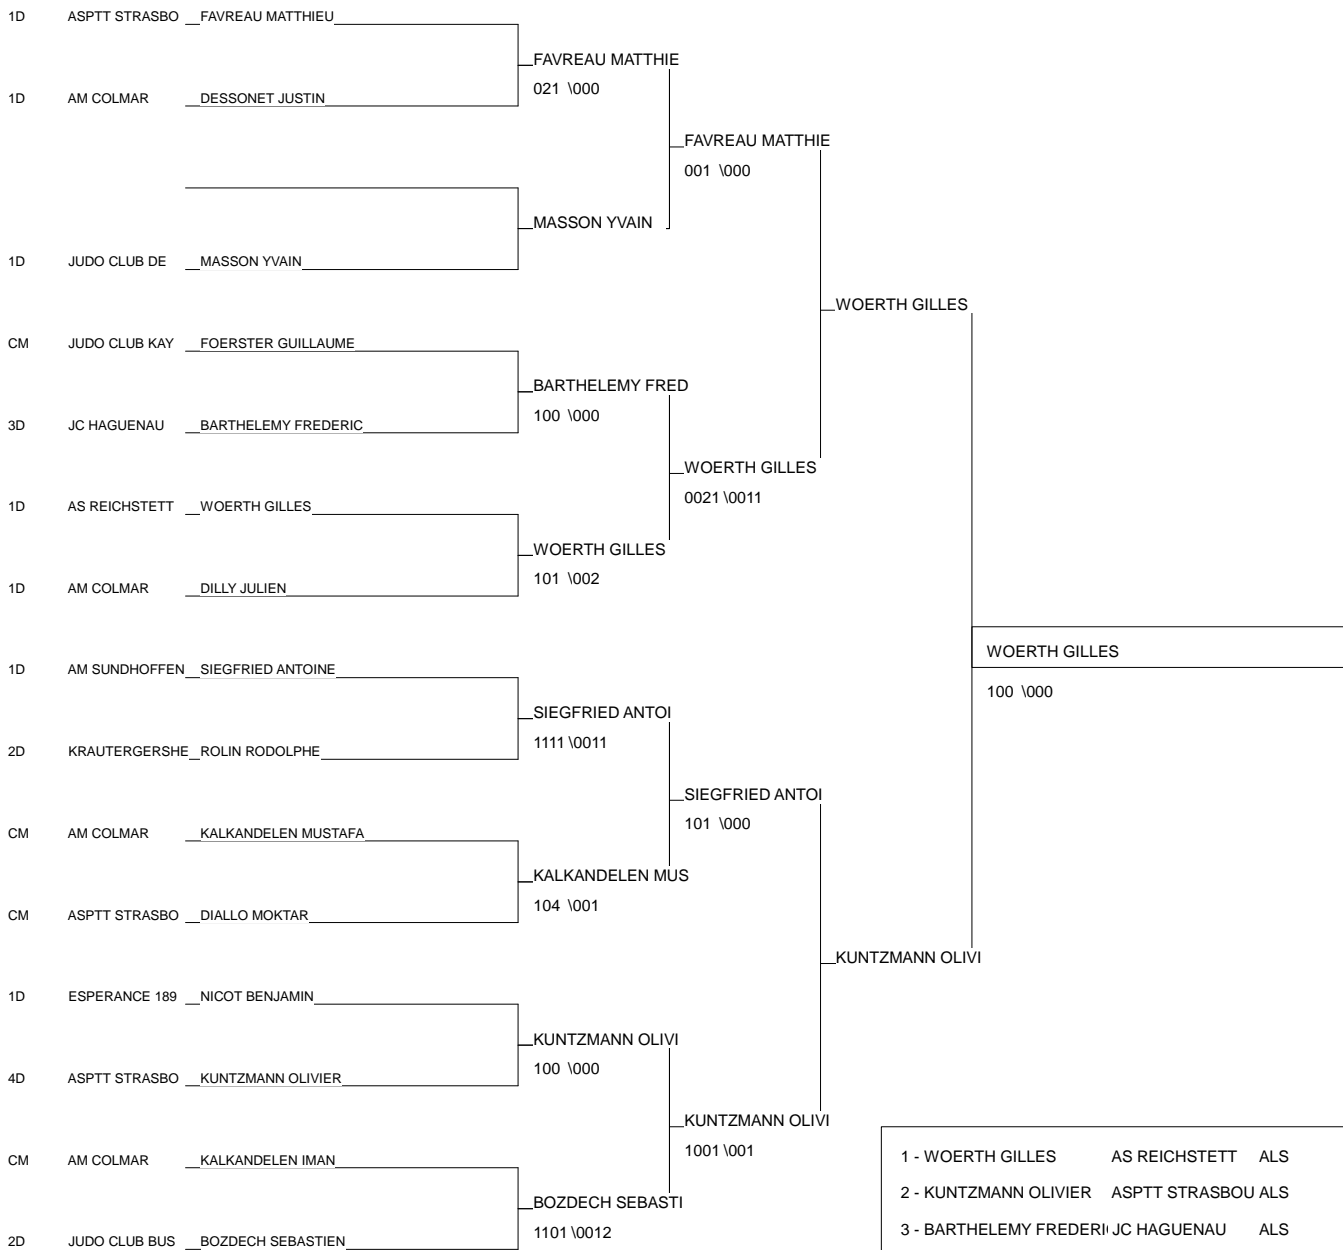 1D ASPTT STRASBO FAVREAU MATTHIEU
FAVREAU MATTHIE
021 \000
1D AM COLMAR DESSONET JUSTIN
FAVREAU MATTHIE
001 \000
MASSON YVAIN
1D JUDO CLUB DE MASSON YVAIN
WOERTH GILLES
CM JUDO CLUB KAY FOERSTER GUILLAUME
BARTHELEMY FRED
100 \000
3D JC HAGUENAU BARTHELEMY FREDERIC
WOERTH GILLES
0021 \0011
1D AS REICHSTETT WOERTH GILLES
WOERTH GILLES
101 \002
1D AM COLMAR DILLY JULIEN
WOERTH GILLES
100 \000
1D AM SUNDHOFFEN SIEGFRIED ANTOINE
SIEGFRIED ANTOI
1111 \0011
2D KRAUTERGERSHE ROLIN RODOLPHE
SIEGFRIED ANTOI
101 \000
CM AM COLMAR KALKANDELEN MUSTAFA
KALKANDELEN MUS
104 \001
CM ASPTT STRASBO DIALLO MOKTAR
KUNTZMANN OLIVI
1D ESPERANCE 189 NICOT BENJAMIN
KUNTZMANN OLIVI
100 \000
4D ASPTT STRASBO KUNTZMANN OLIVIER
KUNTZMANN OLIVI
1001 \001
CM AM COLMAR KALKANDELEN IMAN
BOZDECH SEBASTI
1101 \0012
2D JUDO CLUB BUS BOZDECH SEBASTIEN
1 - WOERTH GILLES AS REICHSTETT ALS
2 - KUNTZMANN OLIVIER ASPTT STRASBOU ALS
3 - BARTHELEMY FREDERI JC HAGUENAU ALS